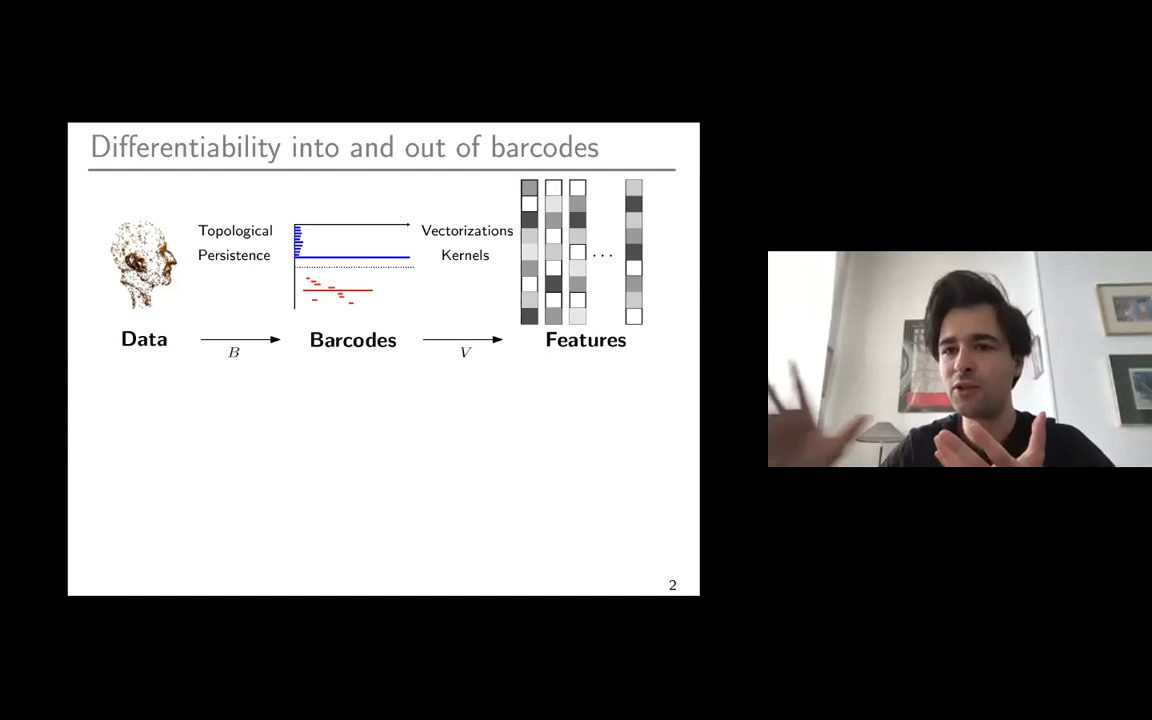 Differentiability into and out of barcodes
Topological
Persistence
Vectorizations
Kernels
...
Data
B
Barcodes
V
Features
2